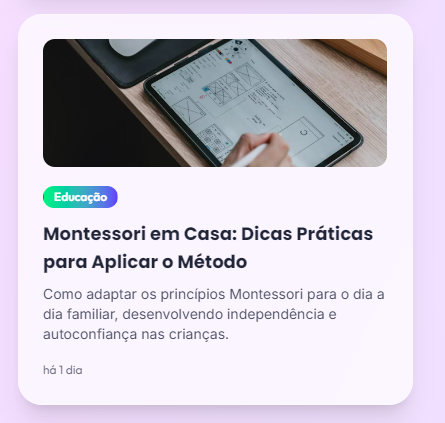 Educação
Montessori em Casa: Dicas Práticas
para Aplicar o Método
Como adaptar os princípios Montessori para o dia a
dia familiar, desenvolvendo independência e
autoconfiança nas crianças.
há 1 dia